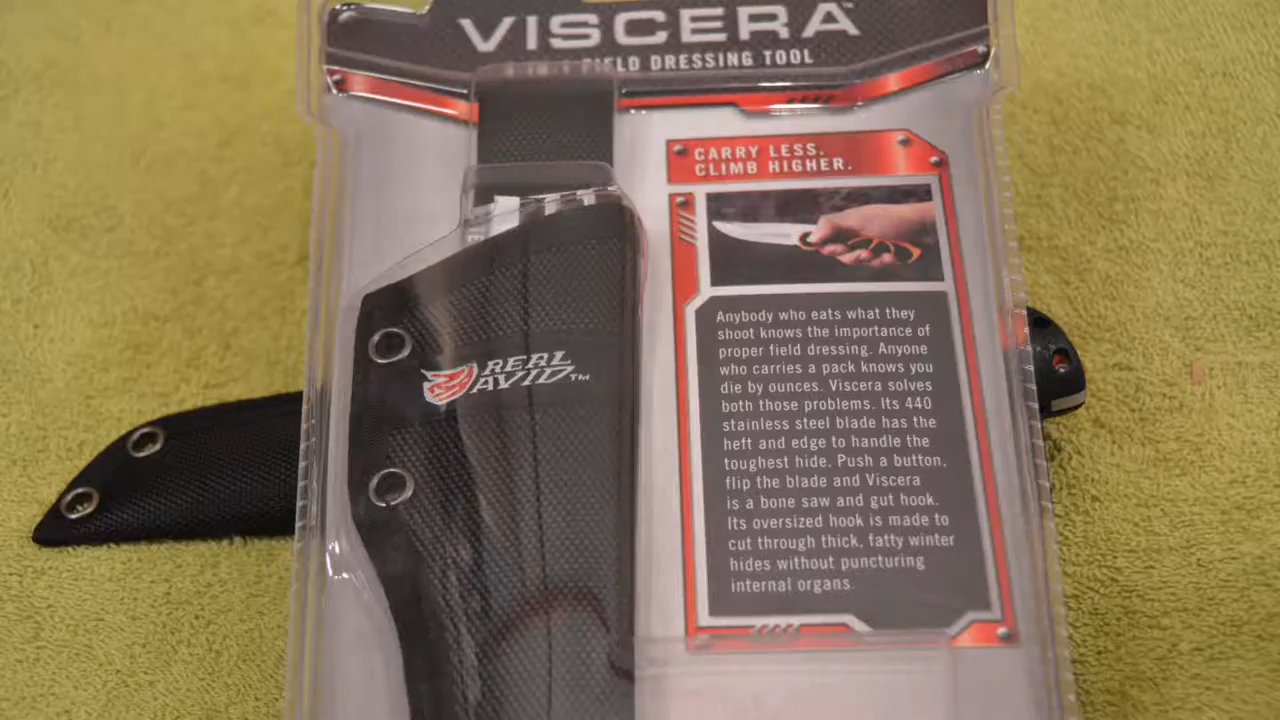 VISCERA™
FIELD DRESSING TOOL
CARRY LESS.
CLIMB HIGHER.
REAL
AVID™
Anybody who eats what they
shoot knows the importance of
proper field dressing. Anyone
who carries a pack knows you
die by ounces. Viscera solves
both those problems. Its 440
stainless steel blade has the
heft and edge to handle the
toughest hide. Push a button,
flip the blade and Viscera
is a bone saw and gut hook.
Its oversized hook is made to
cut through thick, fatty winter
hides without puncturing
internal organs.